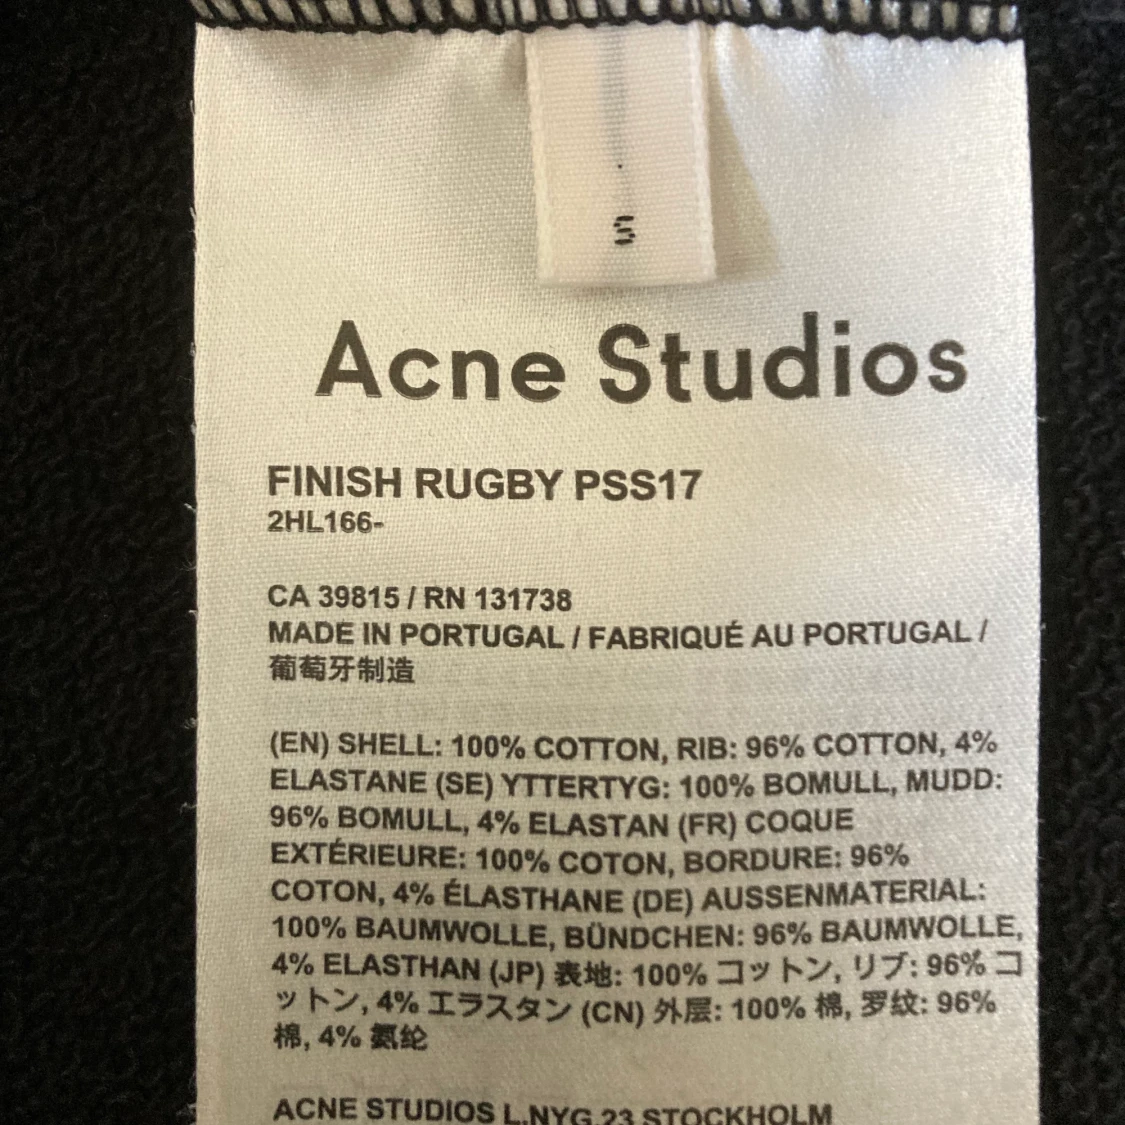 S
Acne Studios
FINISH RUGBY PSS17
2HL166-
CA 39815 / RN 131738
MADE IN PORTUGAL / FABRIQUÉ AU PORTUGAL /
葡萄牙制造
(EN) SHELL: 100% COTTON, RIB: 96% COTTON, 4%
ELASTANE (SE) YTTERTYG: 100% BOMULL, MUDD:
96% BOMULL, 4% ELASTAN (FR) COQUE
EXTÉRIEURE: 100% COTON, BORDURE: 96%
COTON, 4% ÉLASTHANE (DE) AUSSENMATERIAL:
100% BAUMWOLLE, BÜNDCHEN: 96% BAUMWOLLE,
4% ELASTHAN (JP) 表地: 100% コットン, リブ: 96% コ
ットン, 4% エラスタン (CN) 外层: 100% 棉, 罗纹: 96%
棉, 4% 氨纶
ACNE STUDIOS L.NYG.23 STOCKHOLM